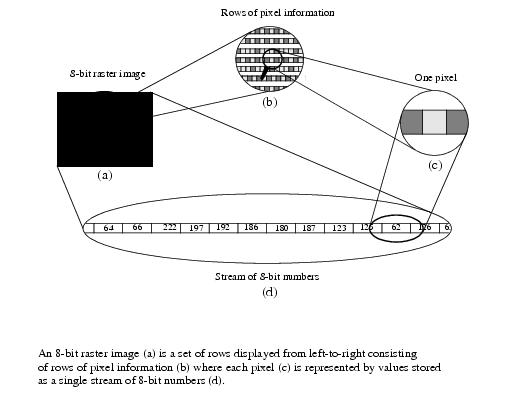 Rows of pixel information
8-bit raster image
One pixel
(b)
(c)
(a)
64 66 222 197 192 186 180 187 123 125 62 126 6
Stream of 8-bit numbers
(d)
An 8-bit raster image (a) is a set of rows displayed from left-to-right consisting
of rows of pixel information (b) where each pixel (c) is represented by values stored
as a single stream of 8-bit numbers (d).